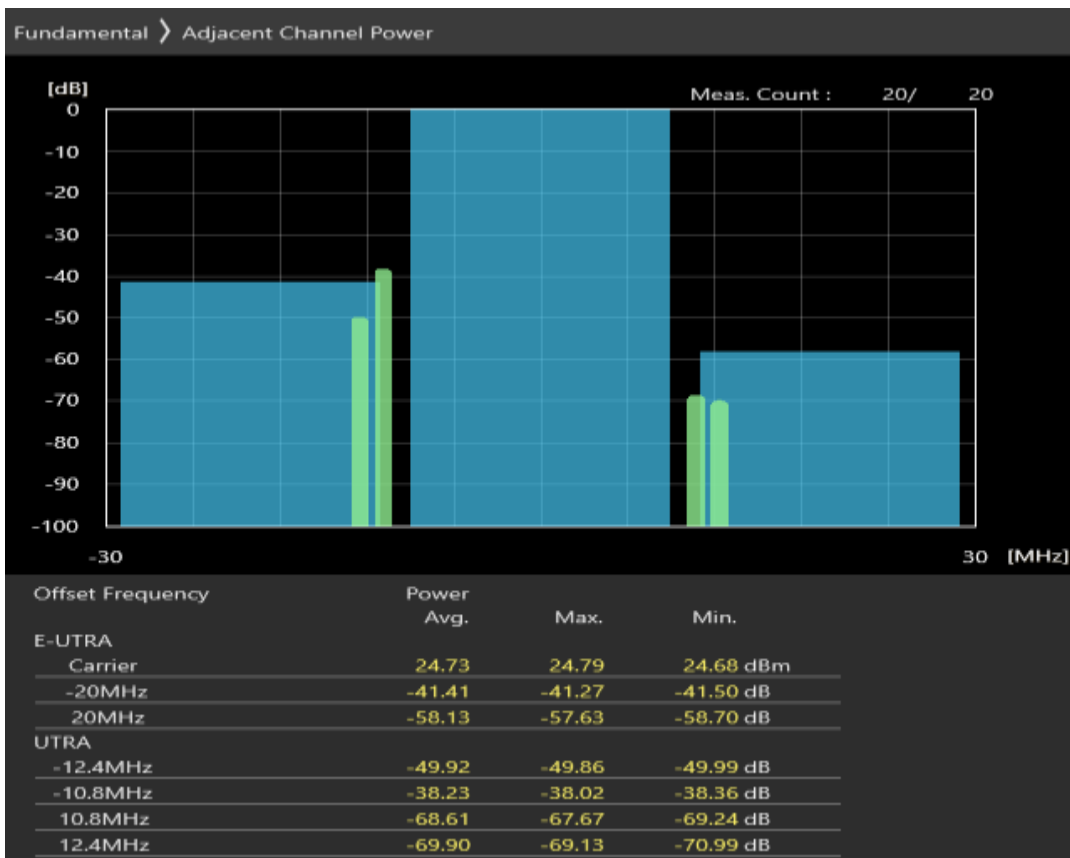 Fundamental ❯ Adjacent Channel Power
[dB]
Meas. Count : 20/ 20
0
-10
-20
-30
-40
-50
-60
-70
-80
-90
-100
-30 30 [MHz]
Offset Frequency Power
Avg. Max. Min.
E-UTRA
Carrier 24.73 24.79 24.68 dBm
-20MHz -41.41 -41.27 -41.50 dB
20MHz -58.13 -57.63 -58.70 dB
UTRA
-12.4MHz -49.92 -49.86 -49.99 dB
-10.8MHz -38.23 -38.02 -38.36 dB
10.8MHz -68.61 -67.67 -69.24 dB
12.4MHz -69.90 -69.13 -70.99 dB